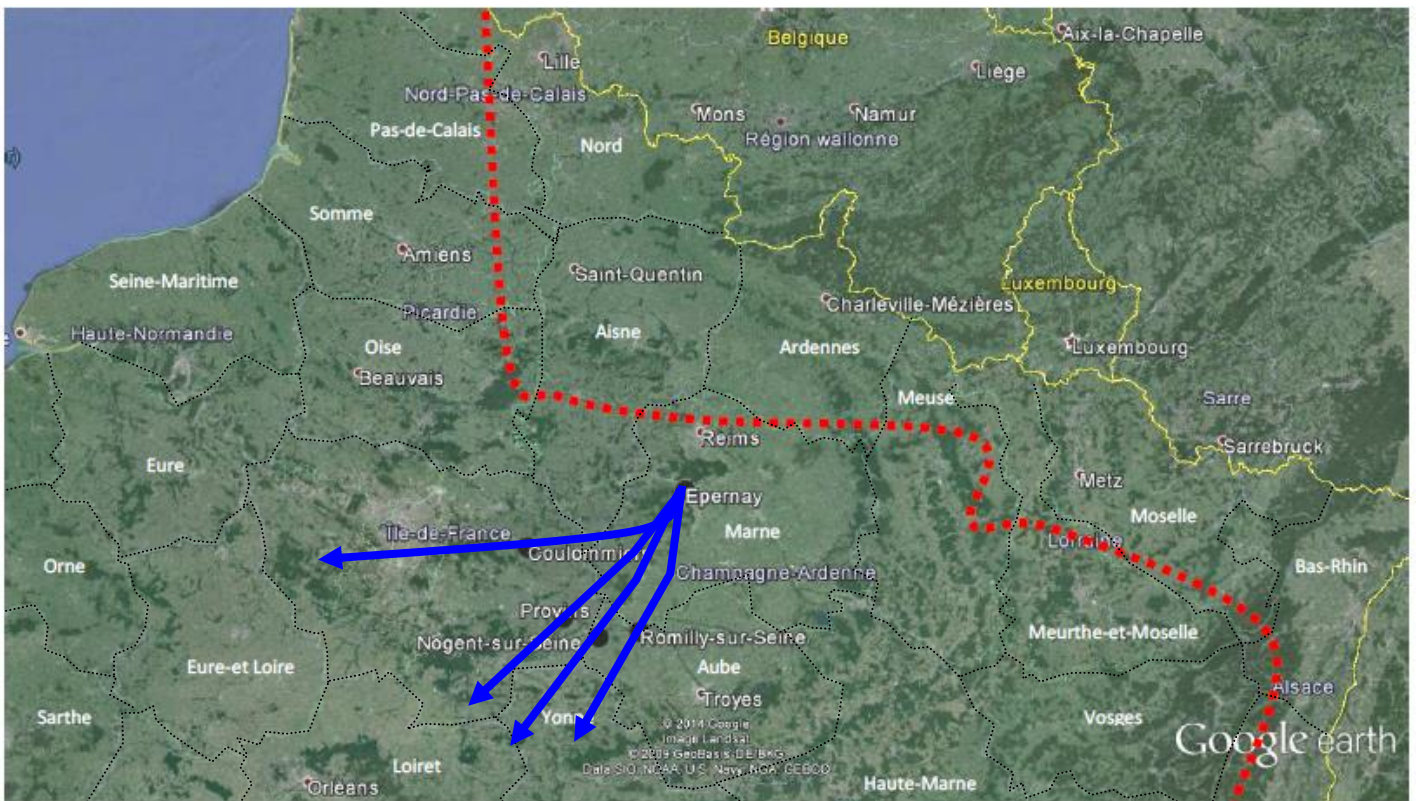 Belgique
Aix-la-Chapelle
Lille
Liège
Nord-Pas-de-Calais
Mons
Namur
Pas-de-Calais
Nord
Région wallonne
Somme
Amiens
Saint-Quentin
Seine-Maritime
Luxembourg
Picardie
Charleville-Mézières
Haute-Normandie
Aisne
Oise
Ardennes
Luxembourg
Beauvais
Meuse
Sarre
Reims
Sarrebruck
Eure
Metz
Epernay
Moselle
Île-de-France
Marne
Lorraine
Coulommiers
Orne
Champagne-Ardenne
Bas-Rhin
Provins
Nogent-sur-Seine
Romilly-sur-Seine
Meurthe-et-Moselle
Eure-et Loire
Aube
Alsace
Troyes
Sarthe
Yonne
Vosges
© 2014 Google
Image Landsat
© 2009 GeoBasis-DE/BKG
Data SIO, NOAA, U.S. Navy, NGA, GEBCO
Google earth
Loiret
Orléans
Haute-Marne